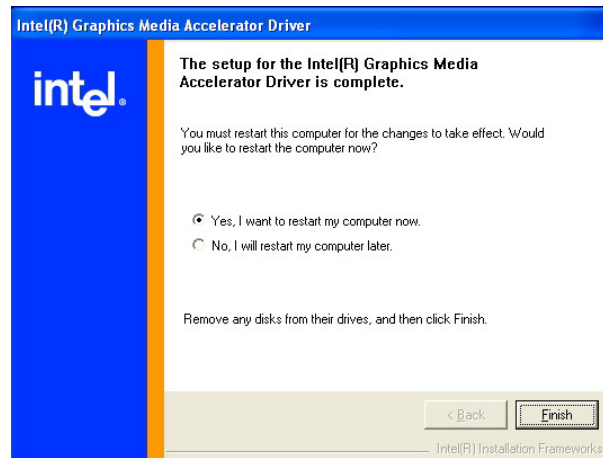 Intel(R) Graphics Media Accelerator Driver
intel.
The setup for the Intel(R) Graphics Media
Accelerator Driver is complete.
You must restart this computer for the changes to take effect. Would
you like to restart the computer now?
Yes, I want to restart my computer now.
No, I will restart my computer later.
Remove any disks from their drives, and then click Finish.
< Back
Finish
Intel(R) Installation Frameworks